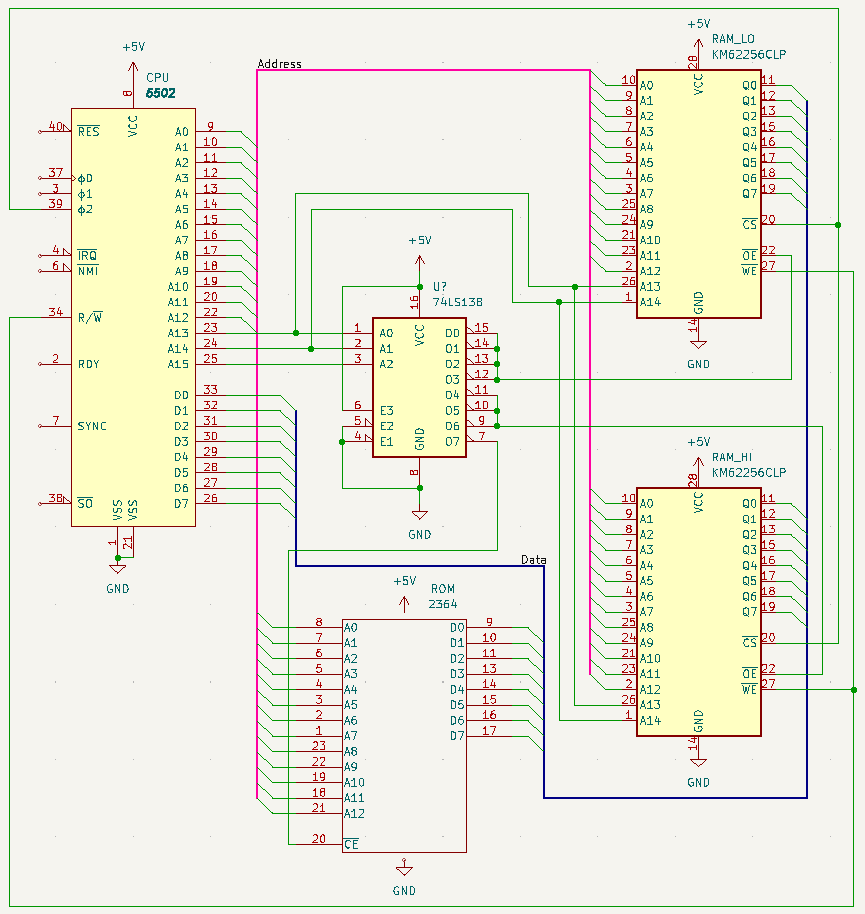 +5V
CPU
6502
8
VCC
40 RES
37 ϕ0
3 ϕ1
39 ϕ2
4 IRQ
6 NMI
34 R/W
2 RDY
7 SYNC
38 SO
A0 9
A1 10
A2 11
A3 12
A4 13
A5 14
A6 15
A7 16
A8 17
A9 18
A10 19
A11 20
A12 22
A13 23
A14 24
A15 25
D0 33
D1 32
D2 31
D3 30
D4 29
D5 28
D6 27
D7 26
VSS
VSS
1
21
GND
Address
+5V
U?
74LS138
16
VCC
1 A0
2 A1
3 A2
6 E3
5 E2
4 E1
O0 15
O1 14
O2 13
O3 12
O4 11
O5 10
O6 9
O7 7
GND
8
GND
Data
+5V
ROM
2364
8 A0
7 A1
6 A2
5 A3
4 A4
3 A5
2 A6
1 A7
23 A8
22 A9
19 A10
18 A11
21 A12
20 CE
D0 9
D1 10
D2 11
D3 13
D4 14
D5 15
D6 16
D7 17
GND
+5V
RAM_LO
KM62256CLP
28
VCC
10 A0
9 A1
8 A2
7 A3
6 A4
5 A5
4 A6
3 A7
25 A8
24 A9
21 A10
23 A11
2 A12
26 A13
1 A14
Q0 11
Q1 12
Q2 13
Q3 15
Q4 16
Q5 17
Q6 18
Q7 19
CS 20
OE 22
WE 27
GND
14
GND
+5V
RAM_HI
KM62256CLP
28
VCC
10 A0
9 A1
8 A2
7 A3
6 A4
5 A5
4 A6
3 A7
25 A8
24 A9
21 A10
23 A11
2 A12
26 A13
1 A14
Q0 11
Q1 12
Q2 13
Q3 15
Q4 16
Q5 17
Q6 18
Q7 19
CS 20
OE 22
WE 27
GND
14
GND